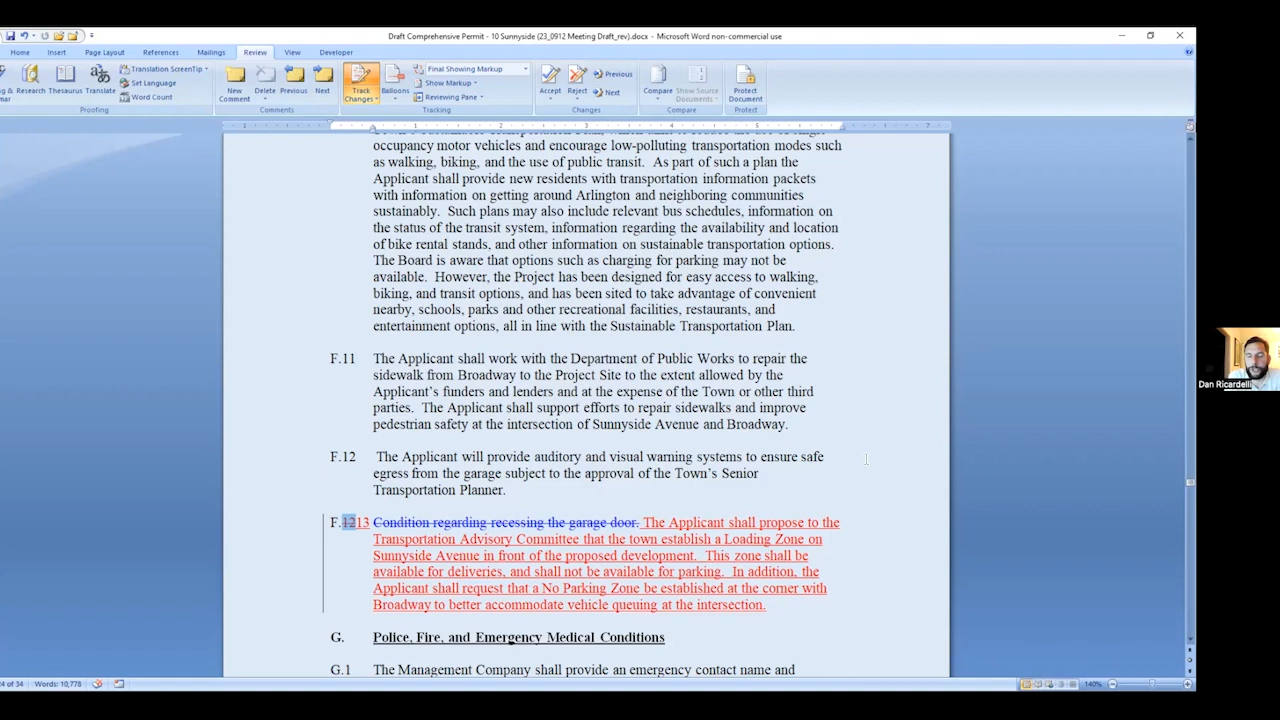 Draft Comprehensive Permit - 10 Sunnyside (23_0912 Meeting Draft_rev).docx - Microsoft Word non-commercial use
Home Insert Page Layout References Mailings Review View Developer
Research Thesaurus Translate
Translation ScreenTip
Set Language
Word Count
Proofing
New Comment
Delete
Previous
Next
Comments
Track Changes
Balloons
Final Showing Markup
Show Markup
Reviewing Pane
Tracking
Accept
Reject
Previous
Next
Changes
Compare
Show Source Documents
Compare
Protect Document
Protect
occupancy motor vehicles and encourage low-polluting transportation modes such
as walking, biking, and the use of public transit. As part of such a plan the
Applicant shall provide new residents with transportation information packets
with information on getting around Arlington and neighboring communities
sustainably. Such plans may also include relevant bus schedules, information on
the status of the transit system, information regarding the availability and location
of bike rental stands, and other information on sustainable transportation options.
The Board is aware that options such as charging for parking may not be
available. However, the Project has been designed for easy access to walking,
biking, and transit options, and has been sited to take advantage of convenient
nearby, schools, parks and other recreational facilities, restaurants, and
entertainment options, all in line with the Sustainable Transportation Plan.
F.11 The Applicant shall work with the Department of Public Works to repair the
sidewalk from Broadway to the Project Site to the extent allowed by the
Applicant's funders and lenders and at the expense of the Town or other third
parties. The Applicant shall support efforts to repair sidewalks and improve
pedestrian safety at the intersection of Sunnyside Avenue and Broadway.
F.12 The Applicant will provide auditory and visual warning systems to ensure safe
egress from the garage subject to the approval of the Town's Senior
Transportation Planner.
F.1213 Condition regarding recessing the garage door. The Applicant shall propose to the
Transportation Advisory Committee that the town establish a Loading Zone on
Sunnyside Avenue in front of the proposed development. This zone shall be
available for deliveries, and shall not be available for parking. In addition, the
Applicant shall request that a No Parking Zone be established at the corner with
Broadway to better accommodate vehicle queuing at the intersection.
G. Police, Fire, and Emergency Medical Conditions
G.1 The Management Company shall provide an emergency contact name and
of 34 Words: 10,778
140%
Dan Ricardelli